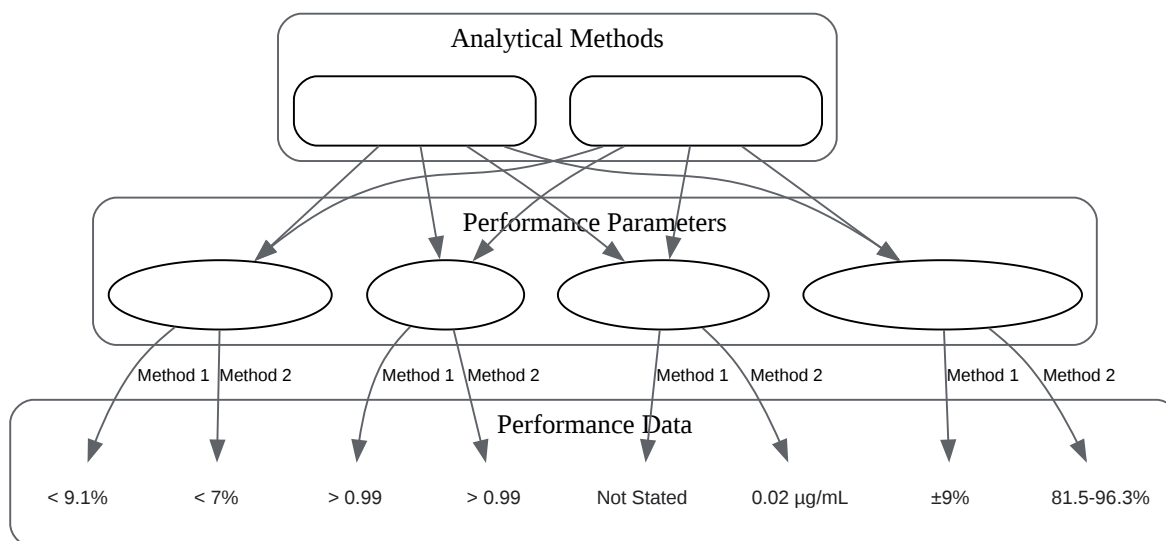 Analytical Methods
Performance Parameters
Method 1 Method 2 Method 1 Method 2 Method 1 Method 2 Method 1 Method 2
Performance Data
< 9.1% < 7% > 0.99 > 0.99 Not Stated 0.02 µg/mL ±9% 81.5-96.3%